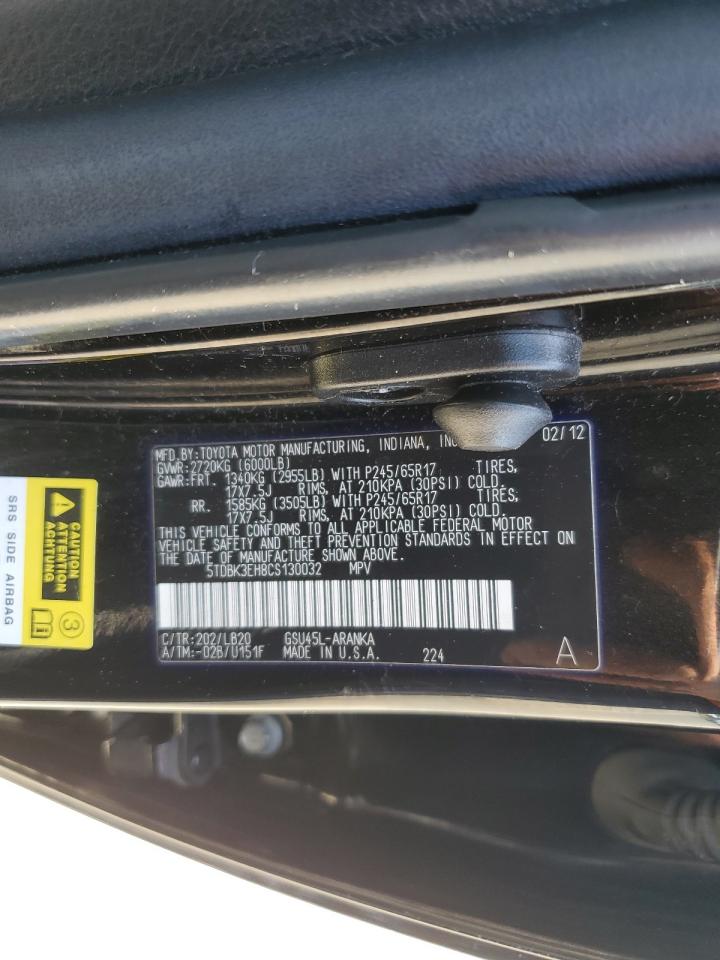 MFD.BY:TOYOTA MOTOR MANUFACTURING, INDIANA, INC 02/12
GVWR:2720KG (6000LB)
GAWR:FRT. 1340KG (2955LB) WITH P245/65R17 TIRES,
17X7.5J RIMS, AT 210KPA (30PSI) COLD.
RR. 1585KG (3505LB) WITH P245/65R17 TIRES,
17X7.5J RIMS, AT 210KPA (30PSI) COLD.
THIS VEHICLE CONFORMS TO ALL APPLICABLE FEDERAL MOTOR
VEHICLE SAFETY AND THEFT PREVENTION STANDARDS IN EFFECT ON
THE DATE OF MANUFACTURE SHOWN ABOVE.
5TDBK3EH8CS130032 MPV
C/TR:202/LB20 GSU45L-ARANKA
A/TM:-02B/U151F MADE IN U.S.A. 224 A
CAUTION
ATTENTION
ACHTUNG
3
SRS SIDE AIRBAG